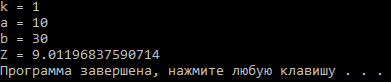 k = 1
a = 10
b = 30
Z = 9.01196837590714
Программа завершена, нажмите любую клавишу . . .